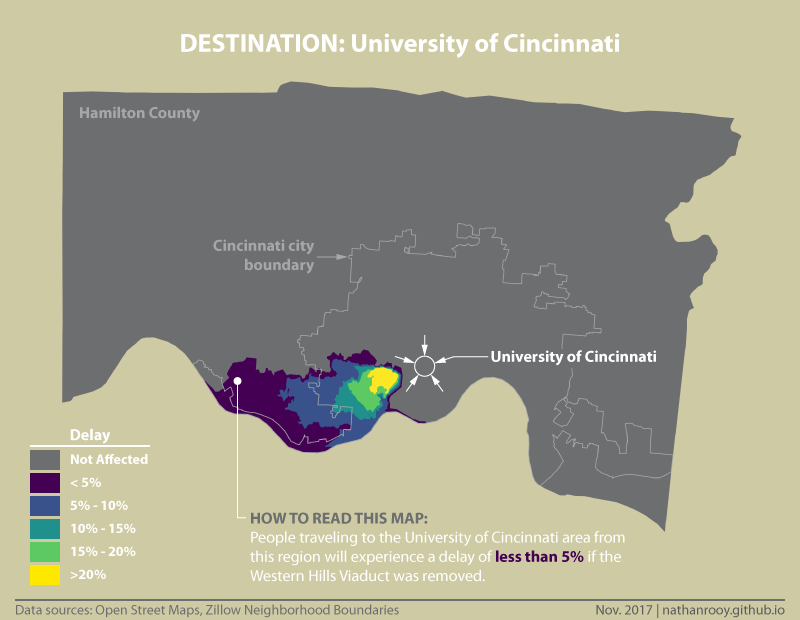 DESTINATION: University of Cincinnati
Hamilton County
Cincinnati city
boundary
University of Cincinnati
Delay
Not Affected
< 5%
5% - 10%
10% - 15%
15% - 20%
>20%
HOW TO READ THIS MAP:
People traveling to the University of Cincinnati area from
this region will experience a delay of less than 5% if the
Western Hills Viaduct was removed.
Data sources: Open Street Maps, Zillow Neighborhood Boundaries
Nov. 2017 | nathanrooy.github.io